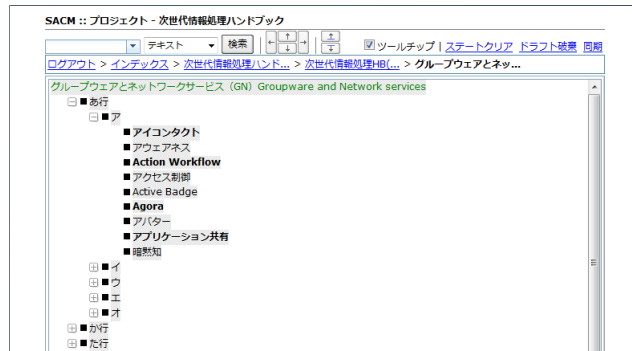 SACM :: プロジェクト - 次世代情報処理ハンドブック
テキスト 検索 ← ↑ ↓ → ツールチップ | ステートクリア ドラフト破棄 同期
ログアウト > インデックス > 次世代情報処理ハンド... > 次世代情報処理HB(... > グループウェアとネッ...
グループウェアとネットワークサービス（GN）Groupware and Network services
■あ行
■ア
■アイコンタクト
■アウェアネス
■Action Workflow
■アクセス制御
■Active Badge
■Agora
■アバター
■アプリケーション共有
■暗黙知
■イ
■ウ
■エ
■オ
■か行
■た行